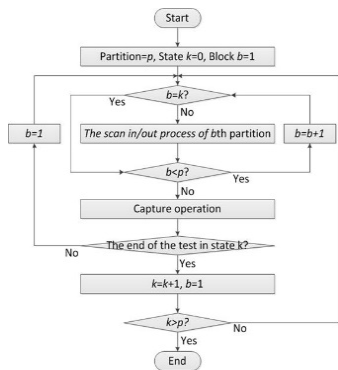 Start
Partition=p, State k=0, Block b=1
b=k?
Yes
No
b=1
The scan in/out process of bth partition
b=b+1
b<p?
Yes
No
Capture operation
The end of the test in state k?
No
Yes
k=k+1, b=1
k>p?
No
Yes
End